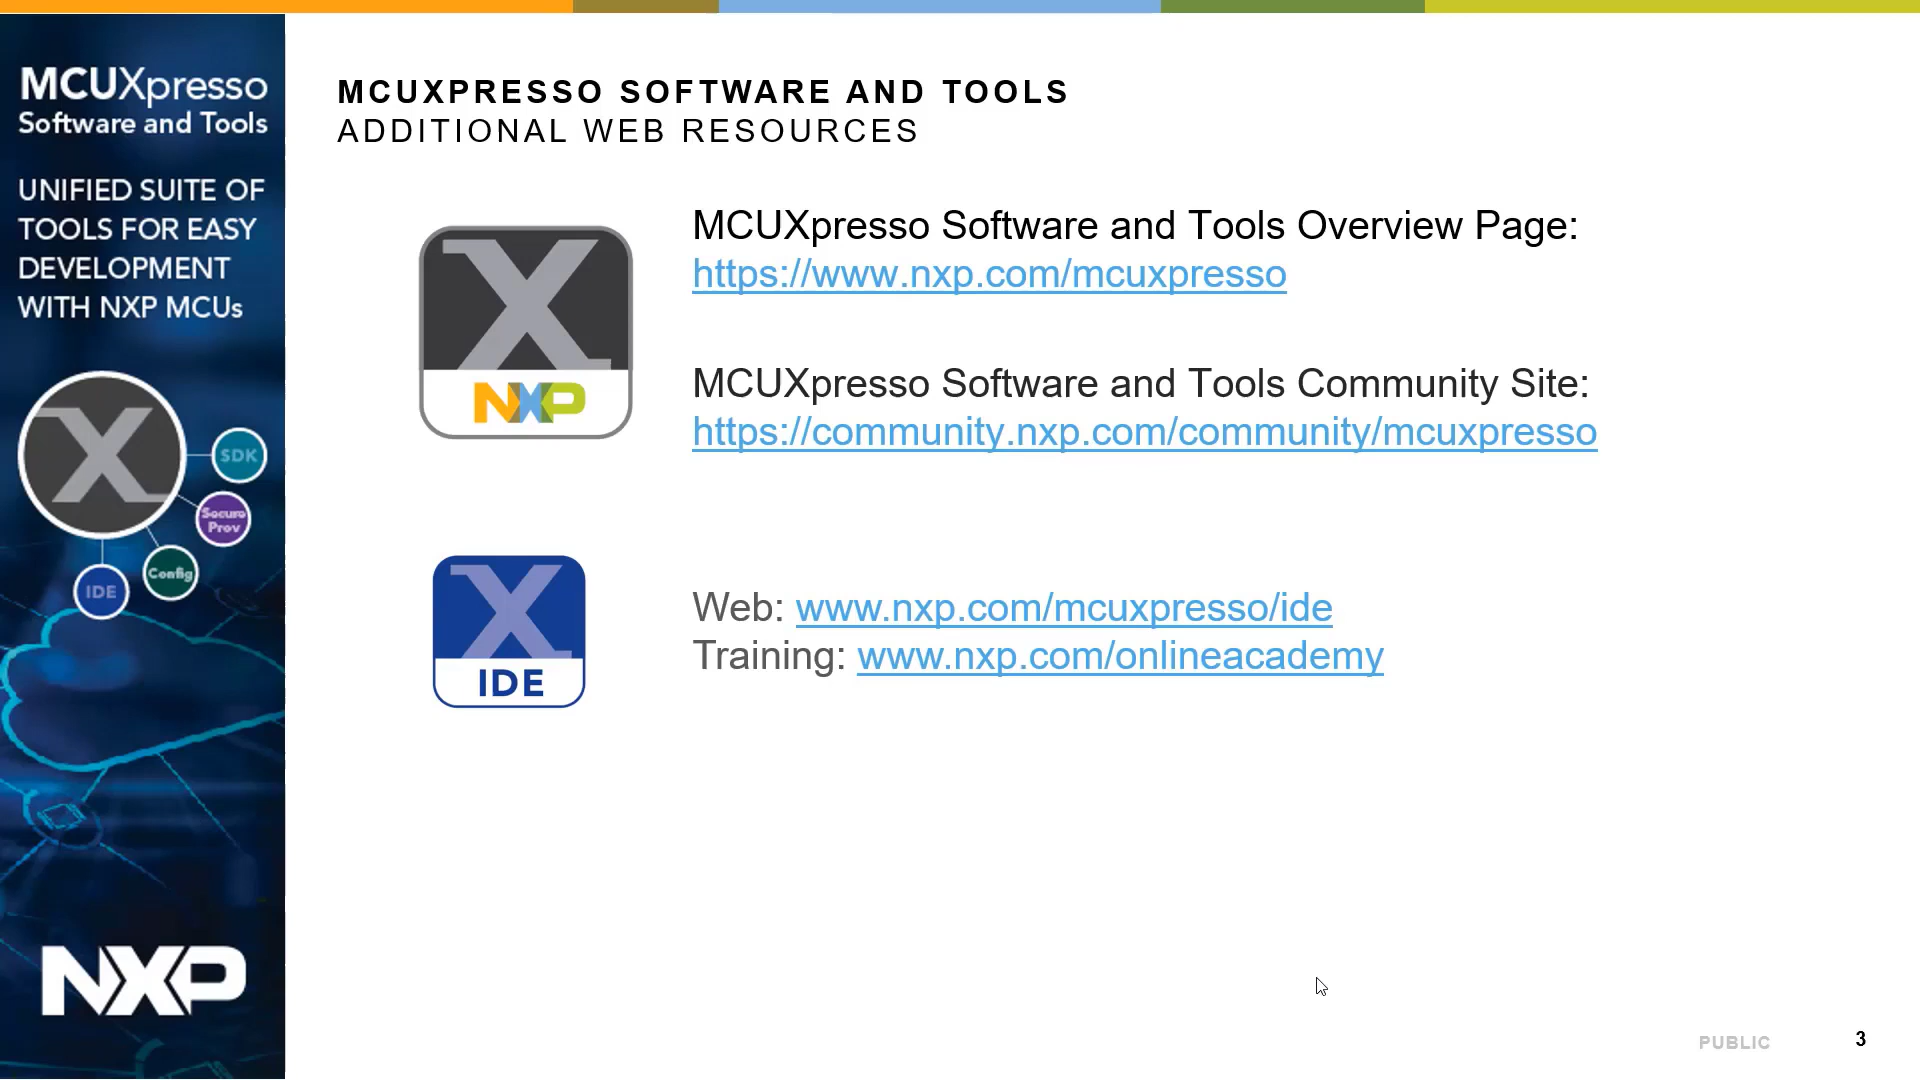 MCUXpresso
Software and Tools
UNIFIED SUITE OF
TOOLS FOR EASY
DEVELOPMENT
WITH NXP MCUs
X
SDK
Secure
Prov
Config
IDE
NXP
MCUXPRESSO SOFTWARE AND TOOLS
ADDITIONAL WEB RESOURCES
X
NXP
MCUXpresso Software and Tools Overview Page:
https://www.nxp.com/mcuxpresso
MCUXpresso Software and Tools Community Site:
https://community.nxp.com/community/mcuxpresso
X
IDE
Web: www.nxp.com/mcuxpresso/ide
Training: www.nxp.com/onlineacademy
PUBLIC
3